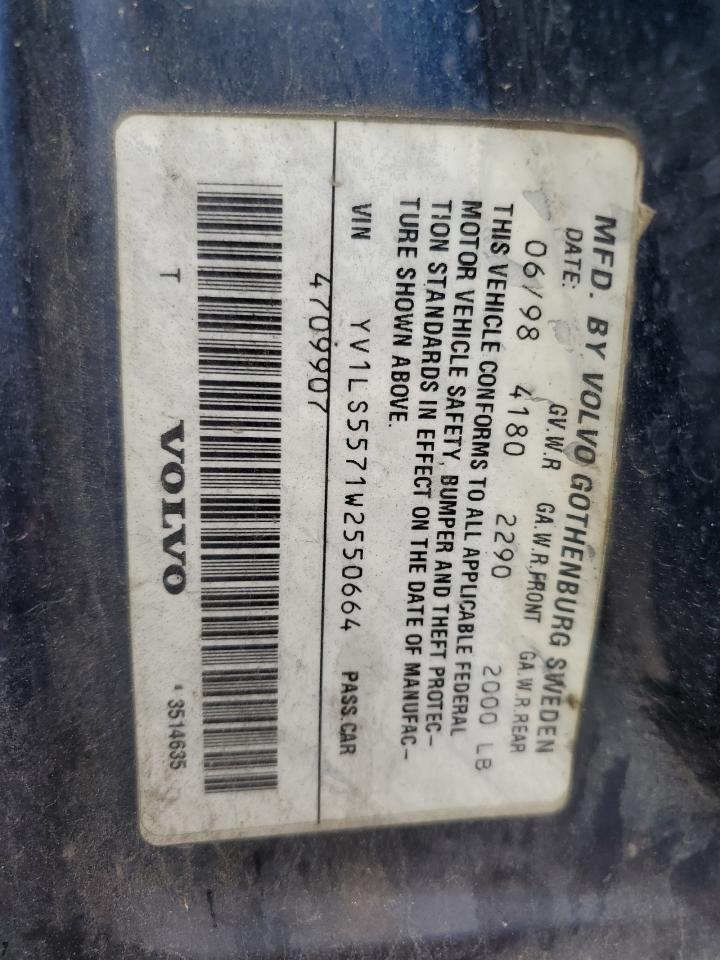 MFD. BY VOLVO GOTHENBURG SWEDEN
DATE: GV.W.R GA.W.R,FRONT GA.W.R.REAR
06/98 4180 2290 2000 LB
THIS VEHICLE CONFORMS TO ALL APPLICABLE FEDERAL
MOTOR VEHICLE SAFETY, BUMPER AND THEFT PROTEC-
TION STANDARDS IN EFFECT ON THE DATE OF MANUFAC-
TURE SHOWN ABOVE.
VIN YV1LS5571W2550664 PASS.CAR
4709907
T VOLVO 4 3514635